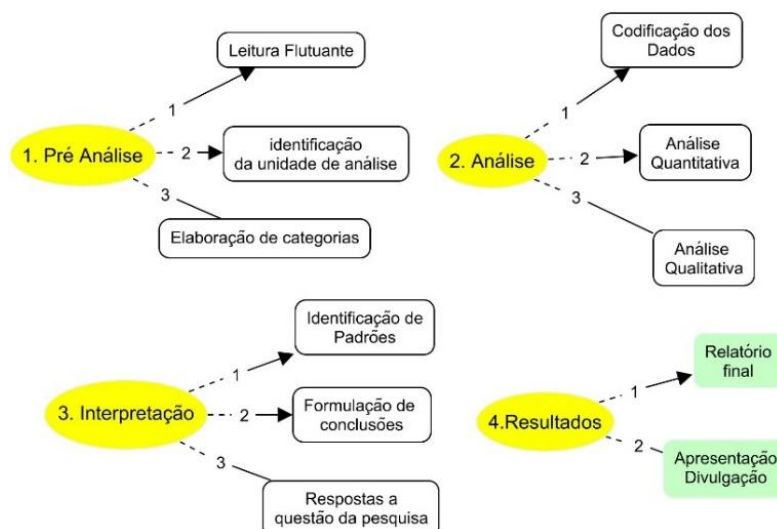 Leitura Flutuante
1
1. Pré Análise
2
identificação
da unidade de análise
3
Elaboração de categorias
Codificação dos
Dados
1
2. Análise
2
Análise
Quantitativa
3
Análise
Qualitativa
Identificação de
Padrões
1
3. Interpretação
2
Formulação de
conclusões
3
Respostas a
questão da pesquisa
Relatório
final
1
4.Resultados
2
Apresentação
Divulgação